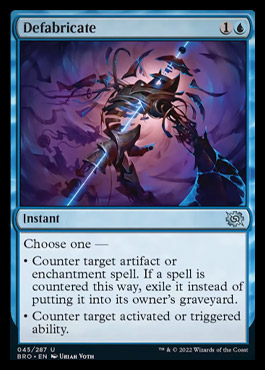 Defabricate 1
Instant
Choose one —
• Counter target artifact or
enchantment spell. If a spell is
countered this way, exile it instead of
putting it into its owner's graveyard.
• Counter target activated or triggered
ability.
045/287 U
BRO • EN Uriah Voth ™ & © 2022 Wizards of the Coast